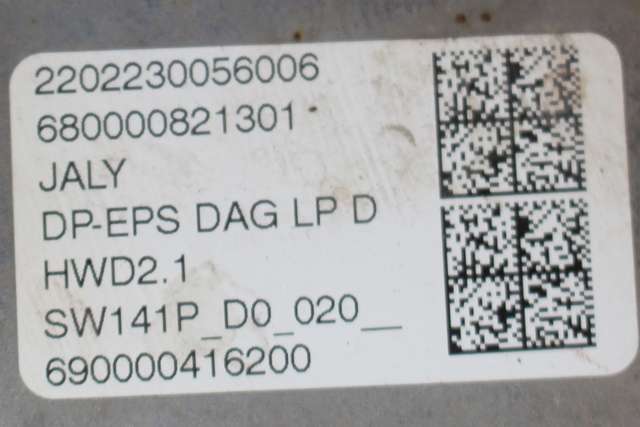 2202230056006
680000821301
JALY
DP-EPS DAG LP D
HWD2.1
SW141P_D0_020__
690000416200